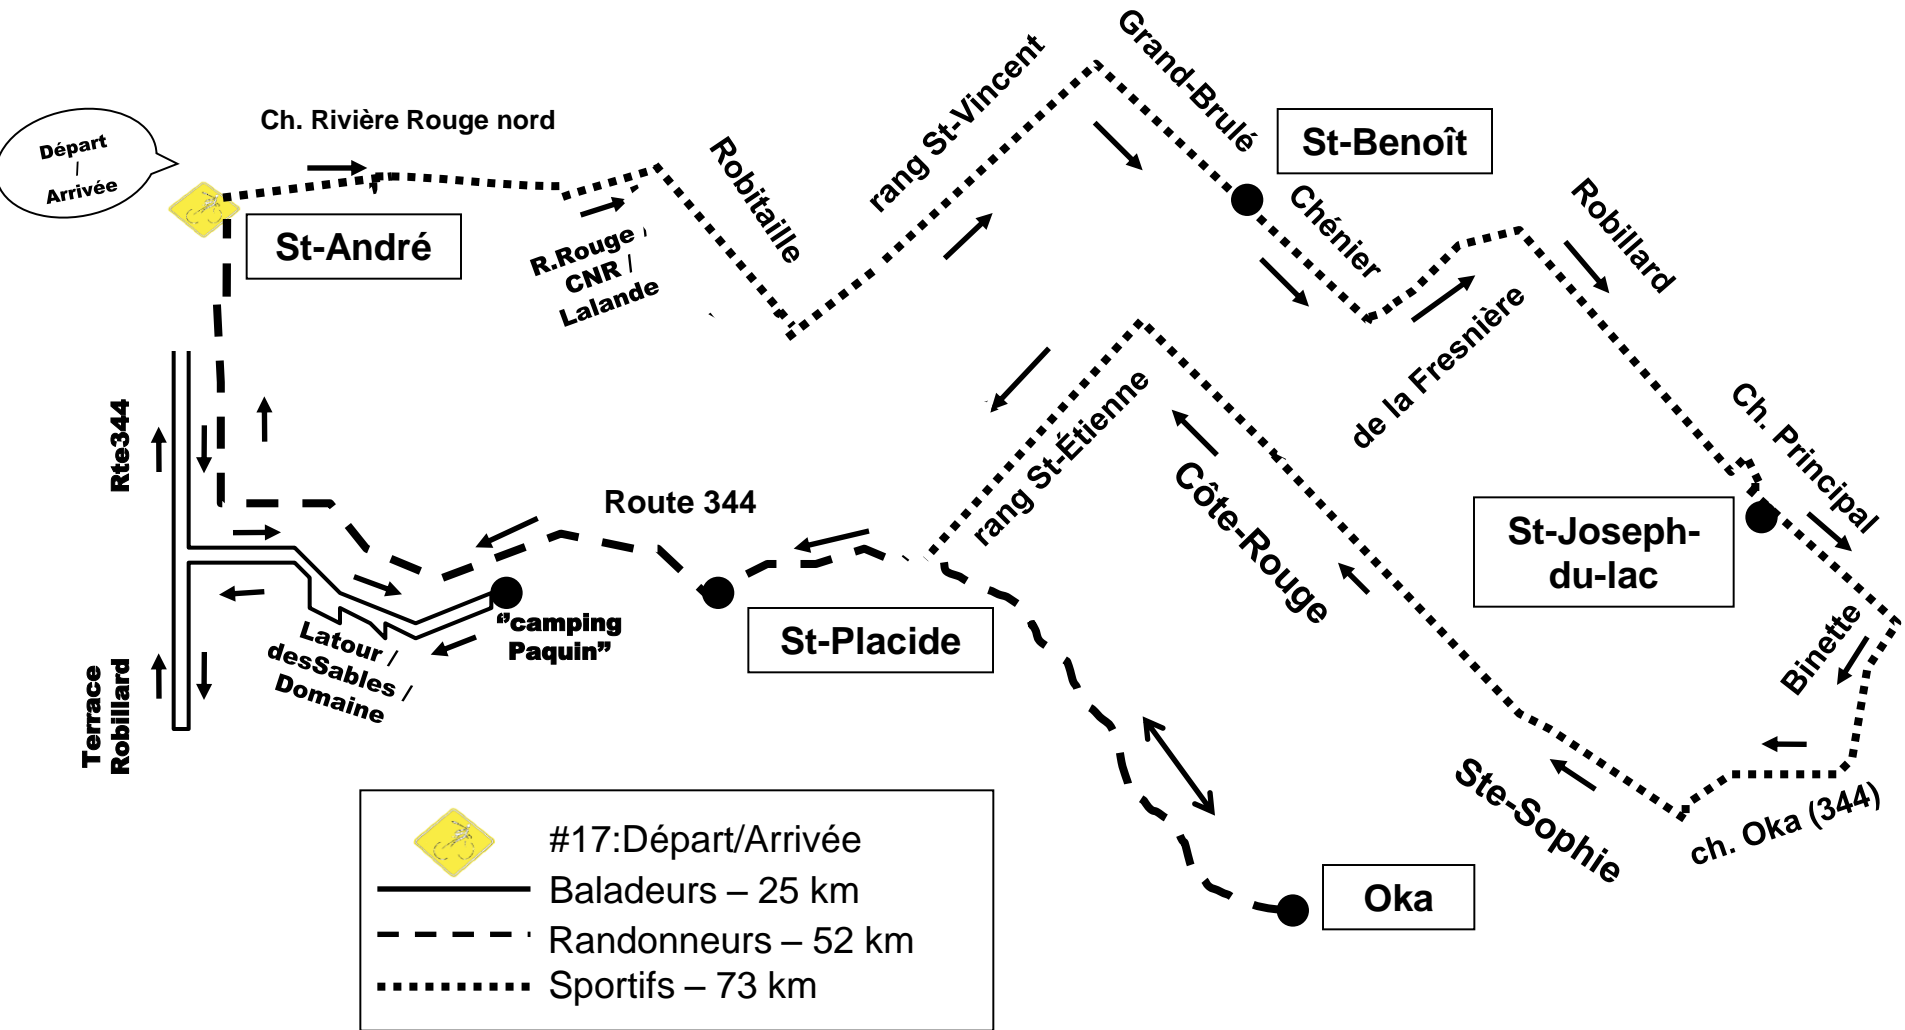 Départ
/
Arrivée
Ch. Rivière Rouge nord
St-André
R.Rouge /
CNR /
Lalande
Robitaille
rang St-Vincent
Grand-Brulé
St-Benoît
Chénier
de la Fresnière
Robillard
Ch. Principal
St-Joseph-
du-lac
Binette
ch. Oka (344)
Ste-Sophie
Côte-Rouge
rang St-Étienne
Route 344
St-Placide
Oka
Rte344
Terrace
Robillard
Latour /
desSables /
Domaine
“camping
Paquin”
#17:Départ/Arrivée
Baladeurs – 25 km
Randonneurs – 52 km
Sportifs – 73 km